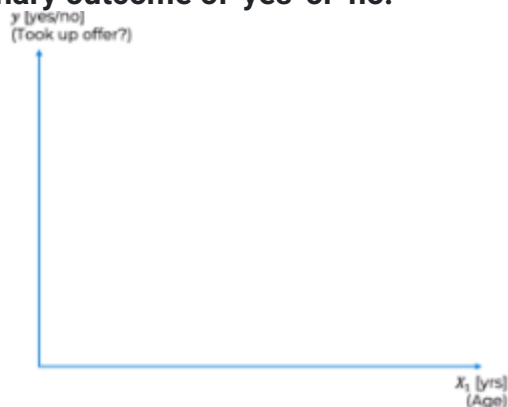 nary outcome of 'yes' or 'no.'
y [yes/no]
(Took up offer?)
X₁ [yrs]
(Age)